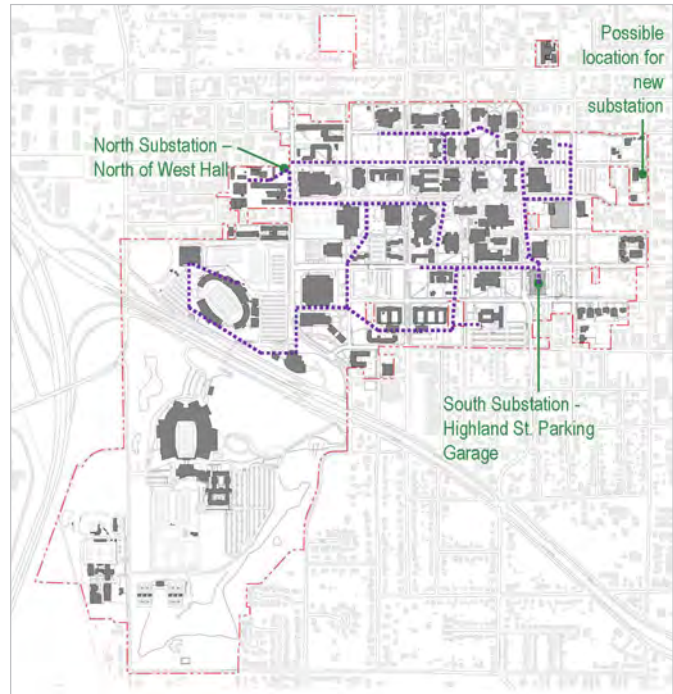 Possible
location for
new
substation
North Substation –
North of West Hall
South Substation -
Highland St. Parking
Garage